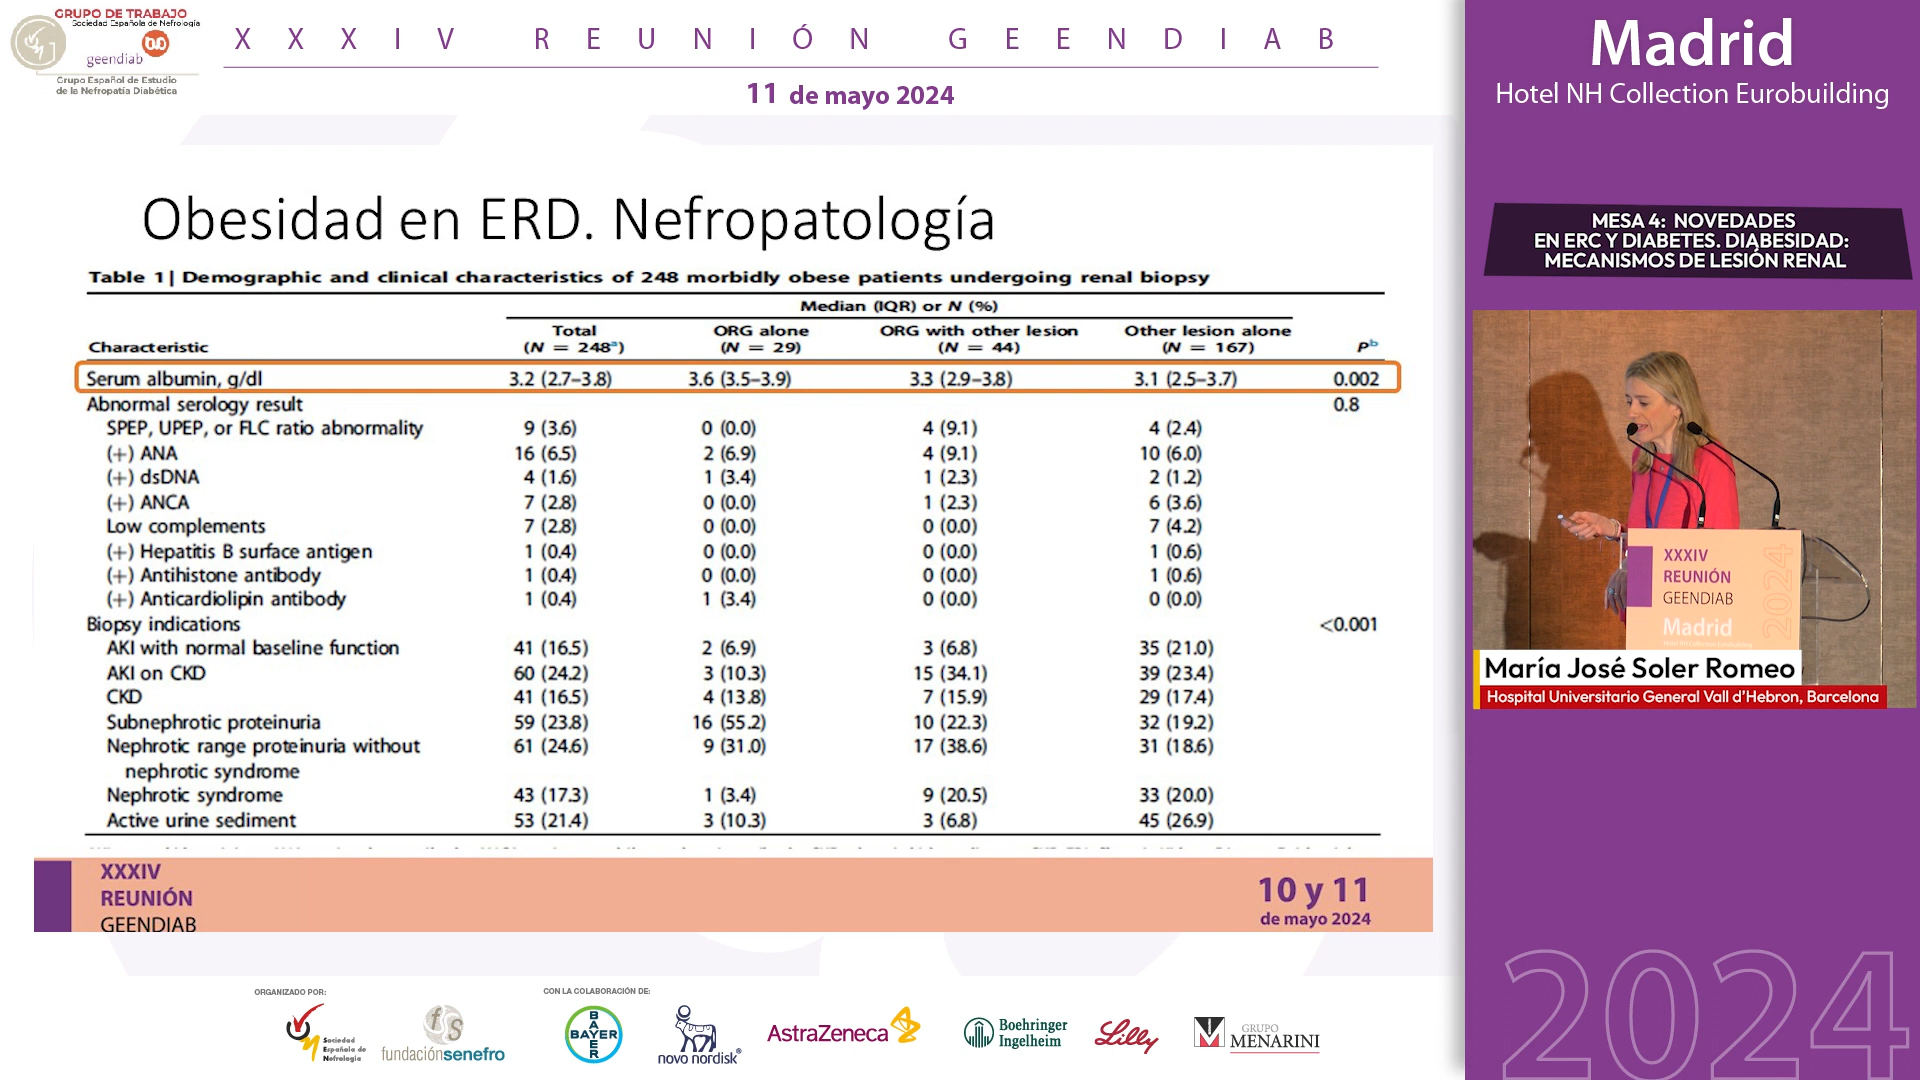 GRUPO DE TRABAJO
Sociedad Española de Nefrología
geendiab
Grupo Español de Estudio
de la Nefropatía Diabética
XXXIV REUNIÓN GEENDIAB
11 de mayo 2024
Obesidad en ERD. Nefropatología
Table 1| Demographic and clinical characteristics of 248 morbidly obese patients undergoing renal biopsy
Median (IQR) or N (%)
Characteristic Total (N = 248a) ORG alone (N = 29) ORG with other lesion (N = 44) Other lesion alone (N = 167) Pb
Serum albumin, g/dl 3.2 (2.7–3.8) 3.6 (3.5–3.9) 3.3 (2.9–3.8) 3.1 (2.5–3.7) 0.002
Abnormal serology result 0.8
SPEP, UPEP, or FLC ratio abnormality 9 (3.6) 0 (0.0) 4 (9.1) 4 (2.4)
(+) ANA 16 (6.5) 2 (6.9) 4 (9.1) 10 (6.0)
(+) dsDNA 4 (1.6) 1 (3.4) 1 (2.3) 2 (1.2)
(+) ANCA 7 (2.8) 0 (0.0) 1 (2.3) 6 (3.6)
Low complements 7 (2.8) 0 (0.0) 0 (0.0) 7 (4.2)
(+) Hepatitis B surface antigen 1 (0.4) 0 (0.0) 0 (0.0) 1 (0.6)
(+) Antihistone antibody 1 (0.4) 0 (0.0) 0 (0.0) 1 (0.6)
(+) Anticardiolipin antibody 1 (0.4) 1 (3.4) 0 (0.0) 0 (0.0)
Biopsy indications <0.001
AKI with normal baseline function 41 (16.5) 2 (6.9) 3 (6.8) 35 (21.0)
AKI on CKD 60 (24.2) 3 (10.3) 15 (34.1) 39 (23.4)
CKD 41 (16.5) 4 (13.8) 7 (15.9) 29 (17.4)
Subnephrotic proteinuria 59 (23.8) 16 (55.2) 10 (22.3) 32 (19.2)
Nephrotic range proteinuria without 61 (24.6) 9 (31.0) 17 (38.6) 31 (18.6)
nephrotic syndrome
Nephrotic syndrome 43 (17.3) 1 (3.4) 9 (20.5) 33 (20.0)
Active urine sediment 53 (21.4) 3 (10.3) 3 (6.8) 45 (26.9)
XXXIV
REUNIÓN
GEENDIAB
10 y 11
de mayo 2024
ORGANIZADO POR:
Sociedad
Española de
Nefrología
fundaciónsenefro
CON LA COLABORACIÓN DE:
BAYER
BAYER
novo nordisk®
AstraZeneca
Boehringer
Ingelheim
Lilly
GRUPO
MENARINI
Madrid
Hotel NH Collection Eurobuilding
MESA 4: NOVEDADES
EN ERC Y DIABETES. DIABESIDAD:
MECANISMOS DE LESIÓN RENAL
XXXIV
REUNIÓN
GEENDIAB
2024
Madrid
María José Soler Romeo
Hospital Universitario General Vall d'Hebron, Barcelona
2024